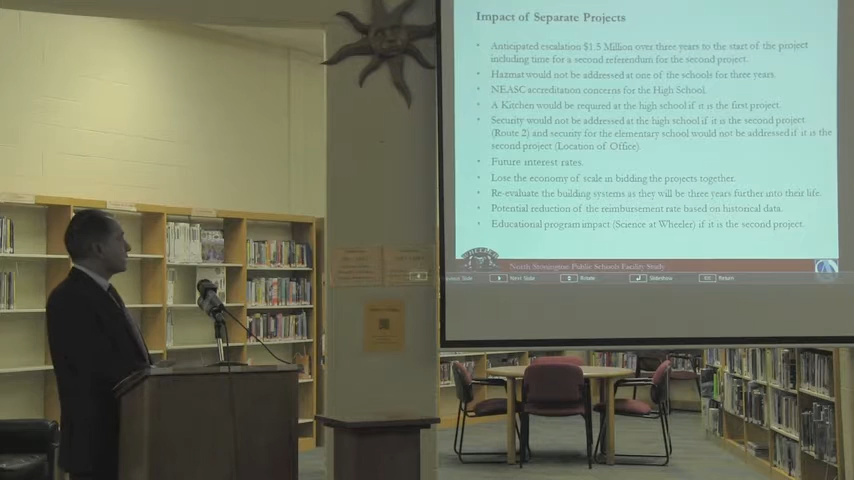 Impact of Separate Projects
• Anticipated escalation $1.5 Million over three years to the start of the project
including time for a second referendum for the second project.
• Hazmat would not be addressed at one of the schools for three years.
• NEASC accreditation concerns for the High School.
• A Kitchen would be required at the high school if it is the first project.
• Security would not be addressed at the high school if it is the second project.
(Route 2) and security for the elementary school would not be addressed if it is the
second project (Location of Office)
• Future interest rates.
• Lose the economy of scale in bidding the projects together.
• Re-evaluate the building systems as they will be three years further into their life.
• Potential reduction of the reimbursement rate based on historical data.
• Educational program impact (Science at Wheeler) if it is the second project.
North Stonington Public Schools Facility Study
Next Slide
Slideshow
Return